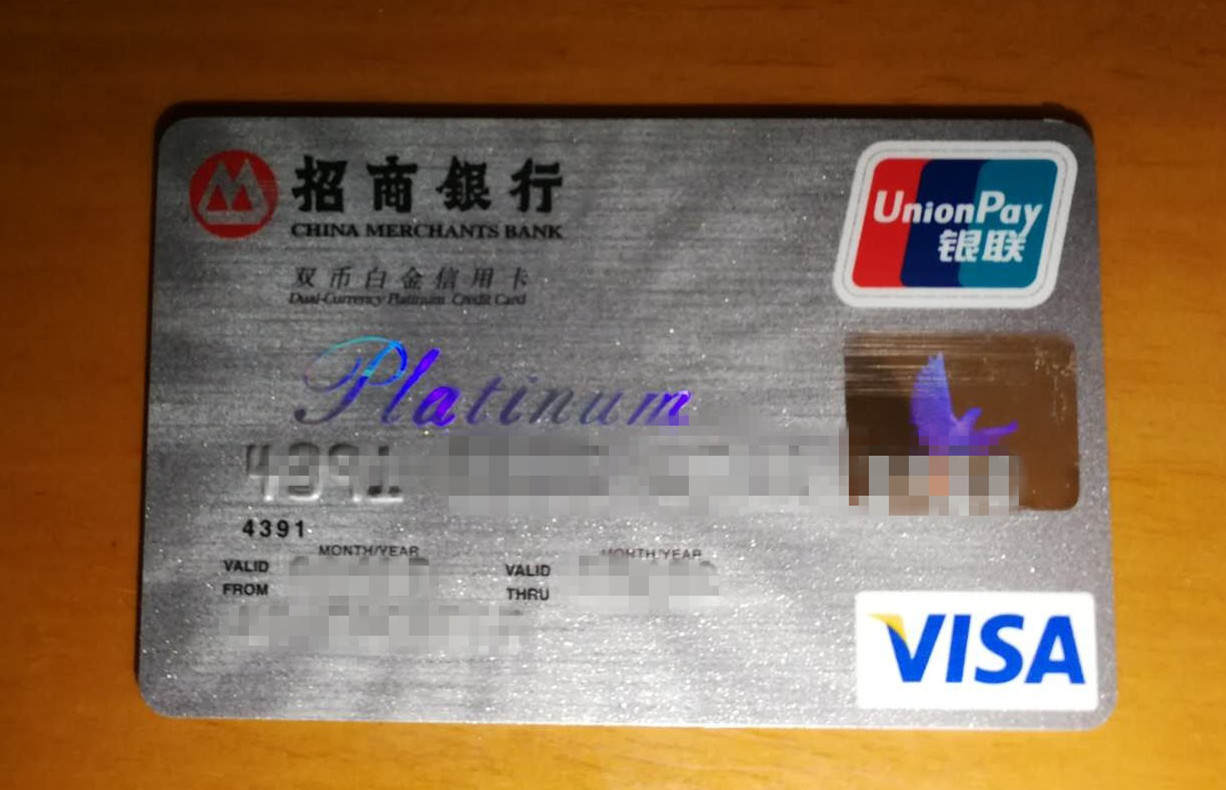 招商銀行
CHINA MERCHANTS BANK
UnionPay
银联
双币白金信用卡
Dual-Currency Platinum Credit Card
Platinum
4391
4391
MONTH/YEAR
MONTH/YEAR
VALID FROM
VALID THRU
VISA